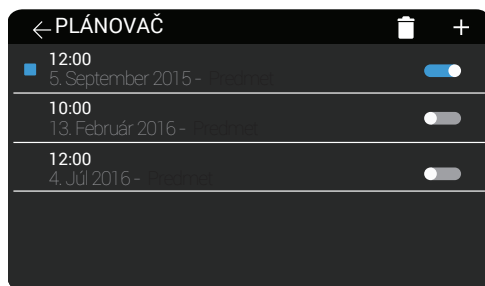 PLÁNOVAČ
12:00
5. September 2015 - Predmet
10:00
13. Február 2016 - Predmet
12:00
4. Júl 2016 - Predmet